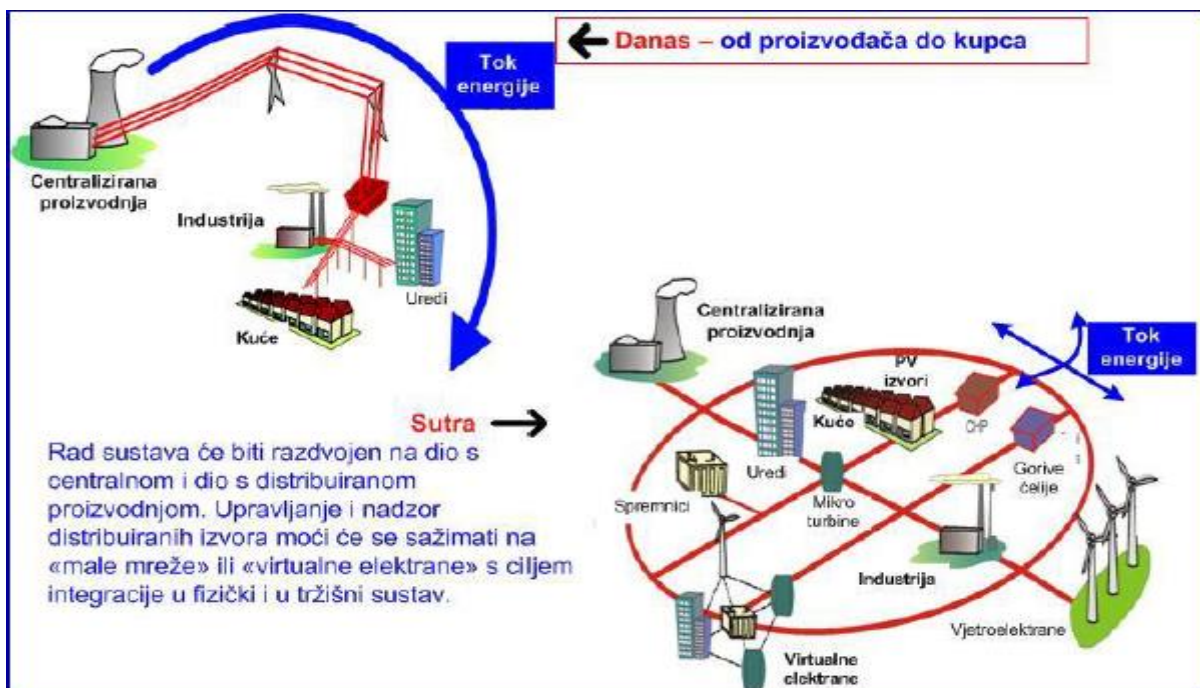 Danas – od proizvođača do kupca
Tok
energije
Centralizirana
proizvodnja
Industrija
Uredi
Kuće
Sutra
Rad sustava će biti razdvojen na dio s
centralnom i dio s distribuiranom
proizvodnjom. Upravljanje i nadzor
distribuiranih izvora moći će se sažimati na
«male mreže» ili «virtualne elektrane» s ciljem
integracije u fizički i u tržišni sustav.
Centralizirana
proizvodnja
Tok
energije
PV
izvori
Kuće
CHP
Uredi
Gorive
ćelije
Spremnici
Mikro
turbine
Industrija
Vjetroelektrane
Virtualne
elektrane